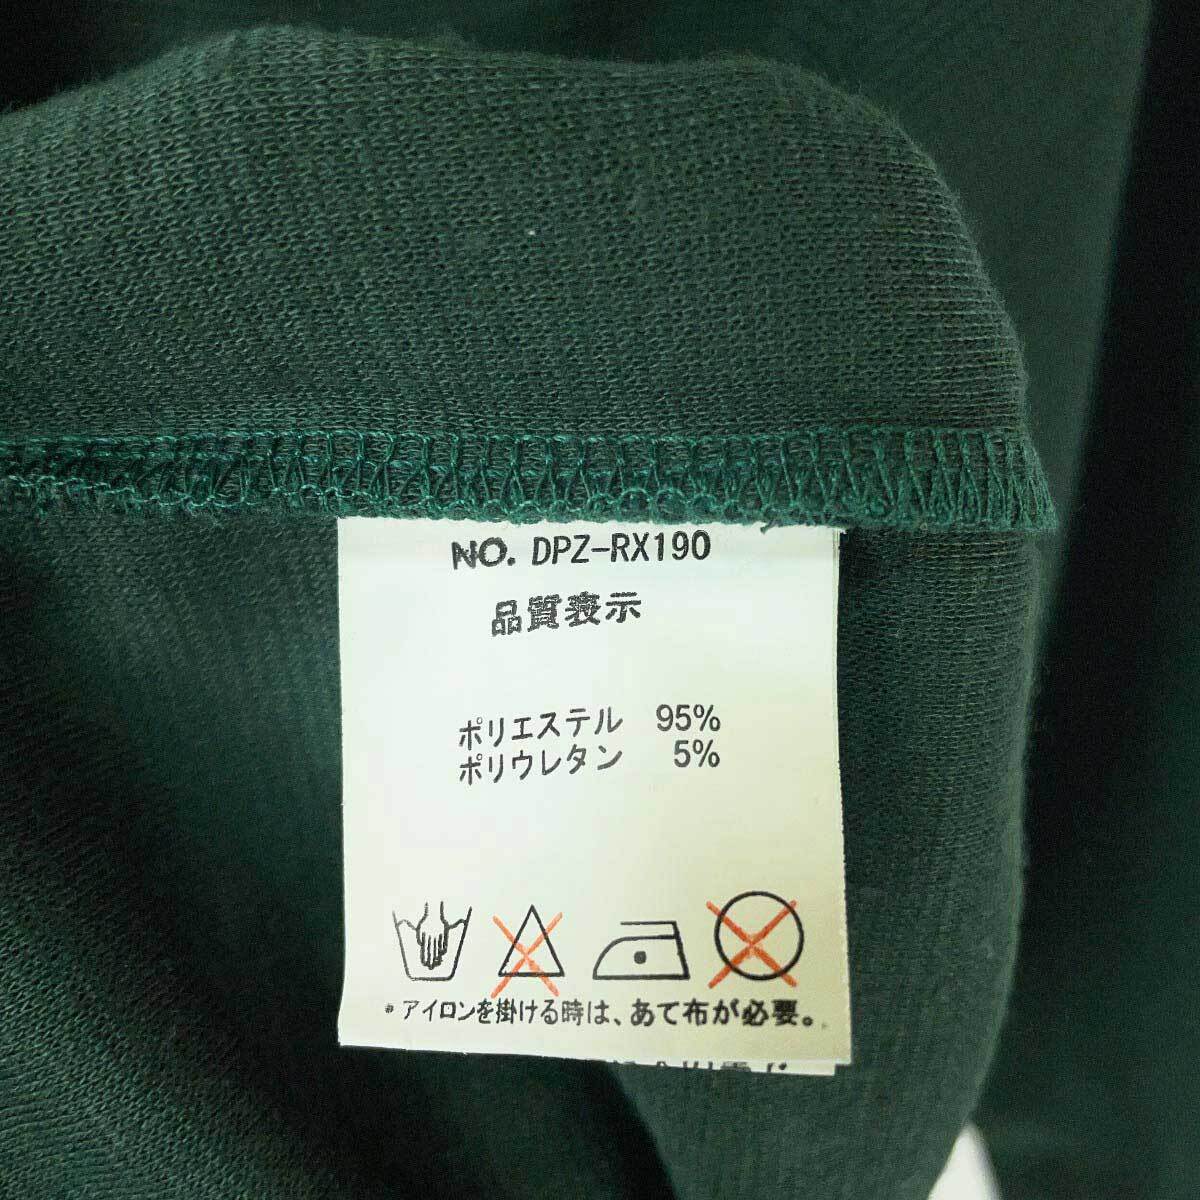 NO. DPZ-RX190
品質表示
ポリエステル 95%
ポリウレタン 5%
* アイロンを掛ける時は、あて布が必要。